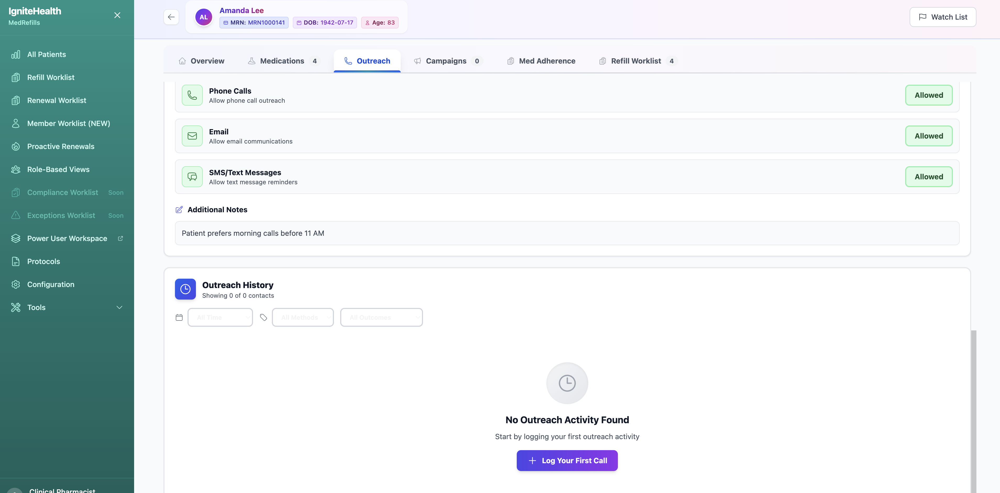 IgniteHealth
MedRefills
All Patients
Refill Worklist
Renewal Worklist
Member Worklist (NEW)
Proactive Renewals
Role-Based Views
Compliance Worklist Soon
Exceptions Worklist Soon
Power User Workspace
Protocols
Configuration
Tools
Clinical Pharmacist
AL
Amanda Lee
MRN: MRN1000141
DOB: 1942-07-17
Age: 83
Watch List
Overview
Medications 4
Outreach
Campaigns 0
Med Adherence
Refill Worklist 4
Phone Calls
Allow phone call outreach
Allowed
Email
Allow email communications
Allowed
SMS/Text Messages
Allow text message reminders
Allowed
Additional Notes
Patient prefers morning calls before 11 AM
Outreach History
Showing 0 of 0 contacts
All Time
All Methods
All Outcomes
No Outreach Activity Found
Start by logging your first outreach activity
Log Your First Call